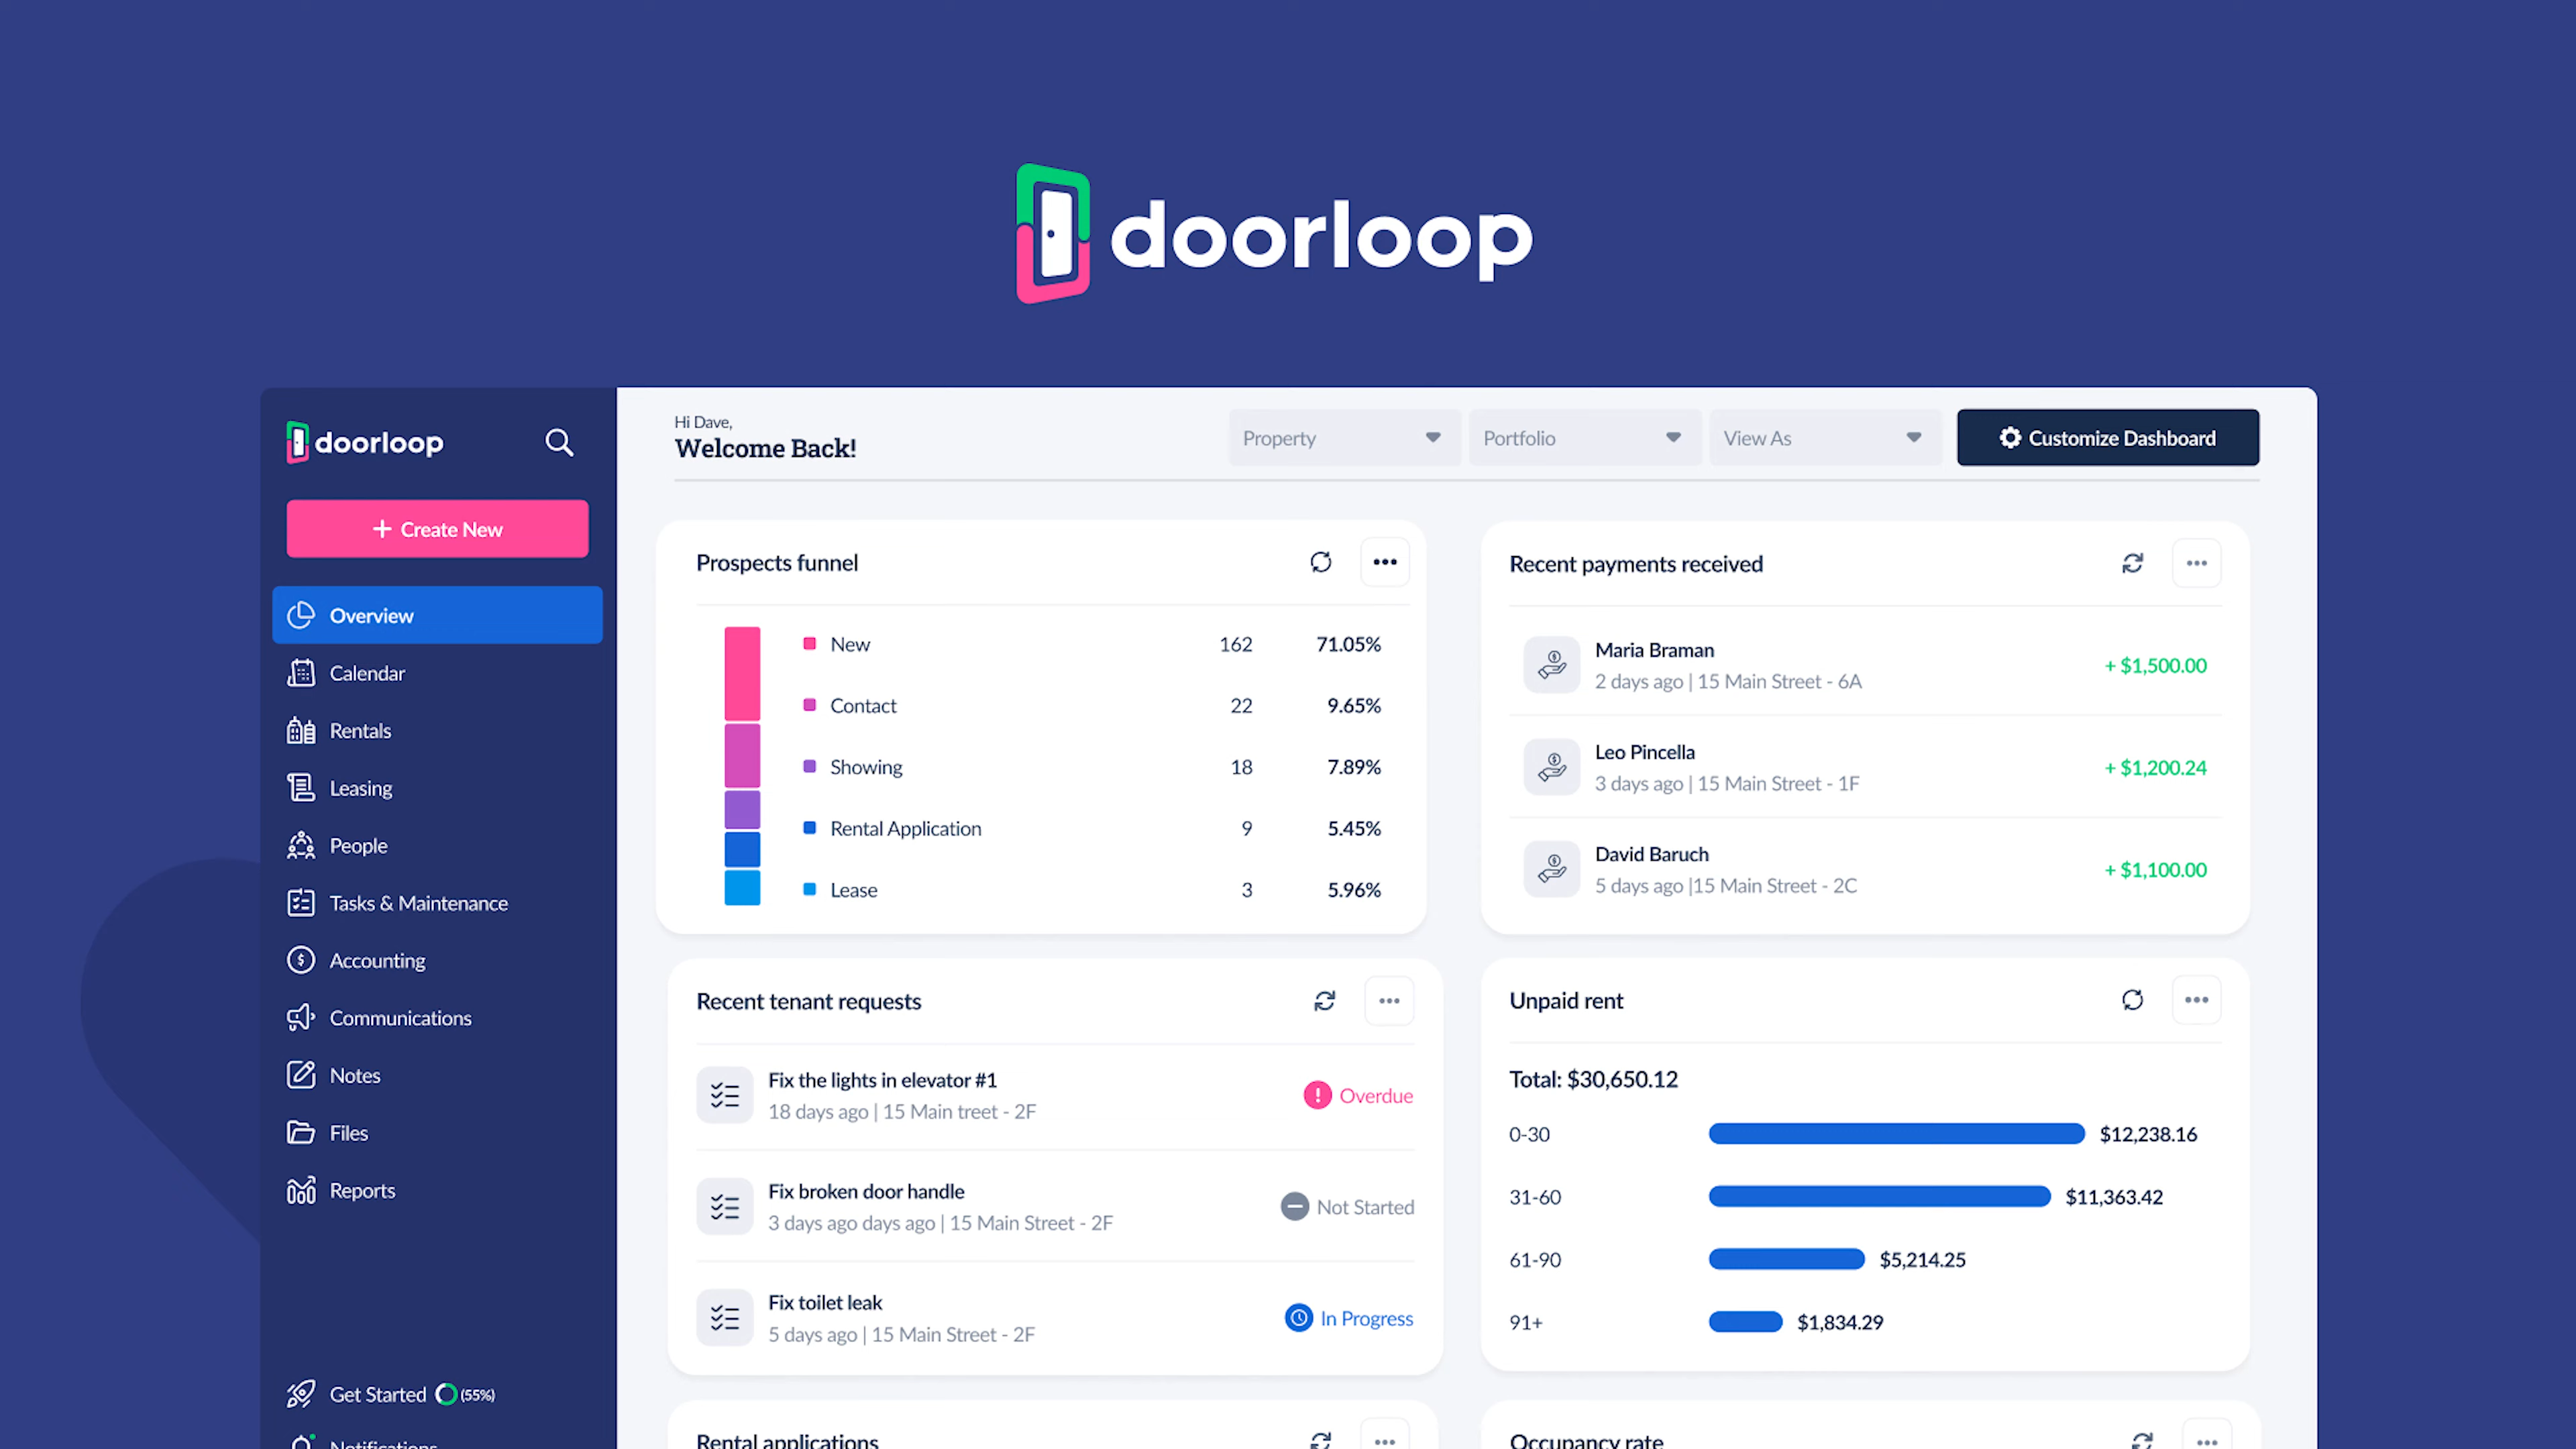 doorloop
doorloop
+ Create New
Overview
Calendar
Rentals
Leasing
People
Tasks & Maintenance
Accounting
Communications
Notes
Files
Reports
Get Started (55%)
Notifications
Hi Dave,
Welcome Back!
Property
Portfolio
View As
Customize Dashboard
Prospects funnel
New 162 71.05%
Contact 22 9.65%
Showing 18 7.89%
Rental Application 9 5.45%
Lease 3 5.96%
Recent payments received
Maria Braman
2 days ago | 15 Main Street - 6A
+ $1,500.00
Leo Pincella
3 days ago | 15 Main Street - 1F
+ $1,200.24
David Baruch
5 days ago |15 Main Street - 2C
+ $1,100.00
Recent tenant requests
Fix the lights in elevator #1
18 days ago | 15 Main treet - 2F
Overdue
Fix broken door handle
3 days ago days ago | 15 Main Street - 2F
Not Started
Fix toilet leak
5 days ago | 15 Main Street - 2F
In Progress
Unpaid rent
Total: $30,650.12
0-30 $12,238.16
31-60 $11,363.42
61-90 $5,214.25
91+ $1,834.29
Rental applications
Occupancy rate